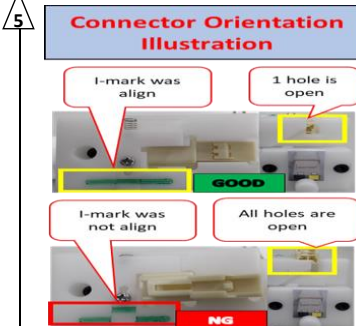 5
Connector Orientation
Illustration
I-mark was
align
1 hole is
open
GOOD
I-mark was
not align
All holes are
open
NG